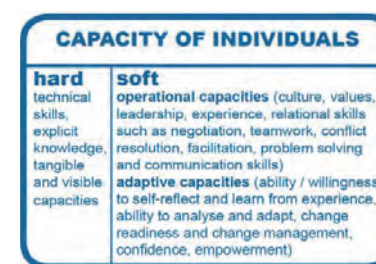 CAPACITY OF INDIVIDUALS
hard
technical
skills,
explicit
knowledge,
tangible
and visible
capacities
soft
operational capacities (culture, values,
leadership, experience, relational skills
such as negotiation, teamwork, conflict
resolution, facilitation, problem solving
and communication skills)
adaptive capacities (ability / willingness
to self-reflect and learn from experience,
ability to analyse and adapt, change
readiness and change management,
confidence, empowerment)